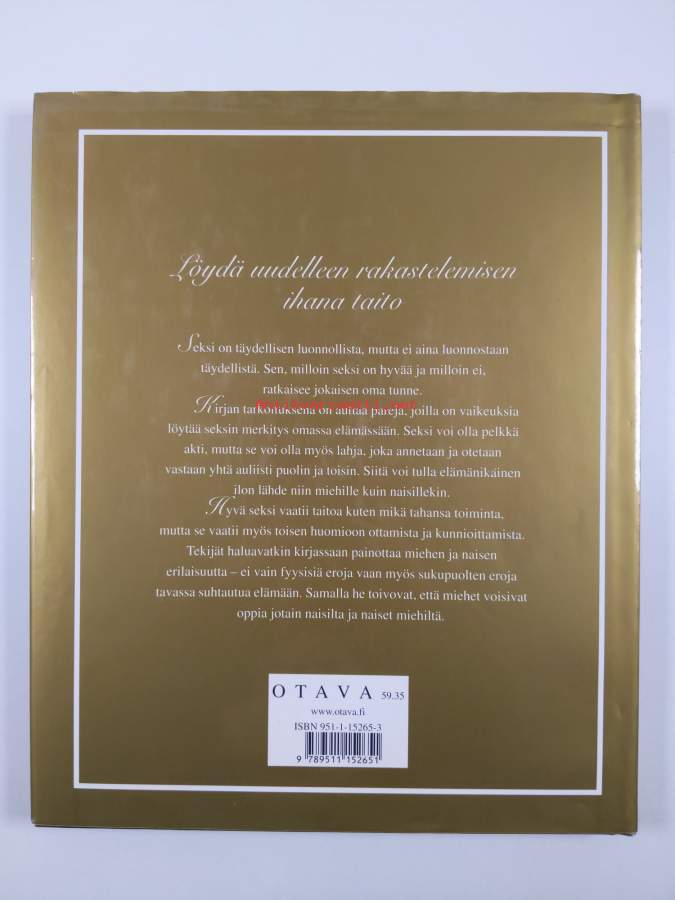 Löydä uudelleen rakastelemisen
ihana taito
Seksi on täydellisen luonnollista, mutta ei aina luonnostaan
täydellistä. Sen, milloin seksi on hyvää ja milloin ei,
ratkaisee jokaisen oma tunne.
Kirjan tarkoituksena on auttaa pareja, joilla on vaikeuksia
löytää seksin merkitys omassa elämässään. Seksi voi olla pelkkä
akti, mutta se voi olla myös lahja, joka annetaan ja otetaan
vastaan yhtä auliisti puolin ja toisin. Siitä voi tulla elämänikäinen
ilon lähde niin miehille kuin naisillekin.
Hyvä seksi vaatii taitoa kuten mikä tahansa toiminta,
mutta se vaatii myös toisen huomioon ottamista ja kunnioittamista.
Tekijät haluavatkin kirjassaan painottaa miehen ja naisen
erilaisuutta – ei vain fyysisiä eroja vaan myös sukupuolten eroja
tavassa suhtautua elämään. Samalla he toivovat, että miehet voisivat
oppia jotain naisilta ja naiset miehiltä.
OTAVA 59.35
www.otava.fi
ISBN 951-1-15265-3
9 789511 152651